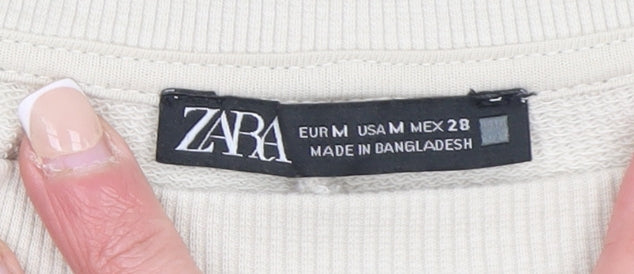 ZARA
EUR M USA M MEX 28
MADE IN BANGLADESH